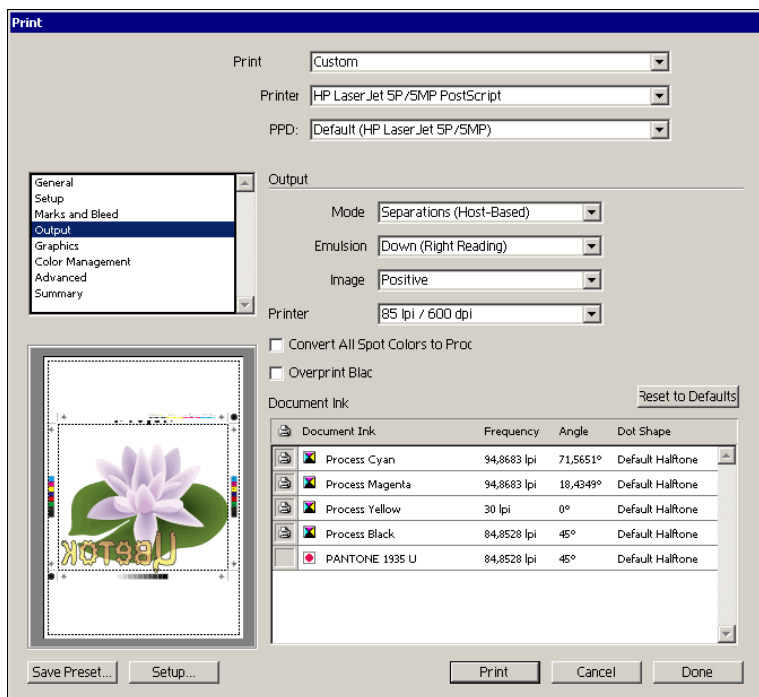 Print
Print Custom
Printer HP LaserJet 5P/5MP PostScript
PPD: Default (HP LaserJet 5P/5MP)
General
Setup
Marks and Bleed
Output
Graphics
Color Management
Advanced
Summary
Output
Mode Separations (Host-Based)
Emulsion Down (Right Reading)
Image Positive
Printer 85 lpi / 600 dpi
Convert All Spot Colors to Proc
Overprint Blac
Document Ink
Reset to Defaults
Document Ink Frequency Angle Dot Shape
Process Cyan 94,8683 lpi 71,5651° Default Halftone
Process Magenta 94,8683 lpi 18,4349° Default Halftone
Process Yellow 30 lpi 0° Default Halftone
Process Black 84,8528 lpi 45° Default Halftone
PANTONE 1935 U 84,8528 lpi 45° Default Halftone
Цветок
Save Preset... Setup... Print Cancel Done